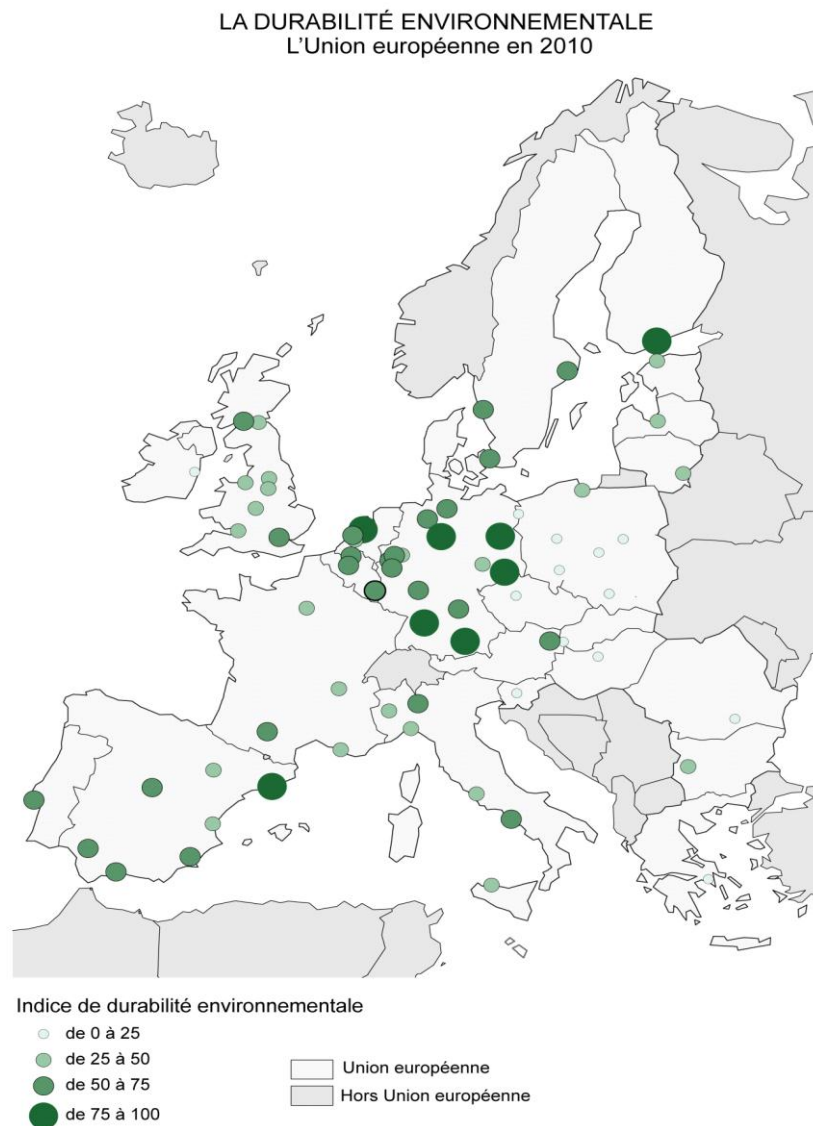 LA DURABILITÉ ENVIRONNEMENTALE
L'Union européenne en 2010
Indice de durabilité environnementale
de 0 à 25
de 25 à 50
de 50 à 75
de 75 à 100
Union européenne
Hors Union européenne